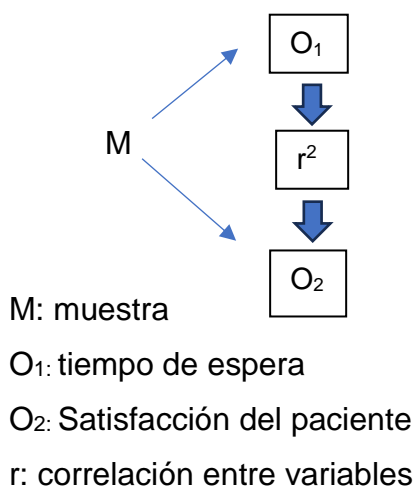 O₁
M
r²
O₂
M: muestra
O₁: tiempo de espera
O₂: Satisfacción del paciente
r: correlación entre variables